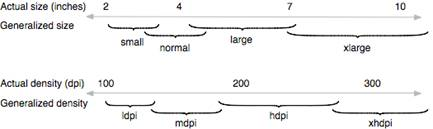 Actual size (inches) 2 4 7 10
Generalized size
small normal large xlarge
Actual density (dpi) 100 200 300
Generalized density
ldpi mdpi hdpi xhdpi